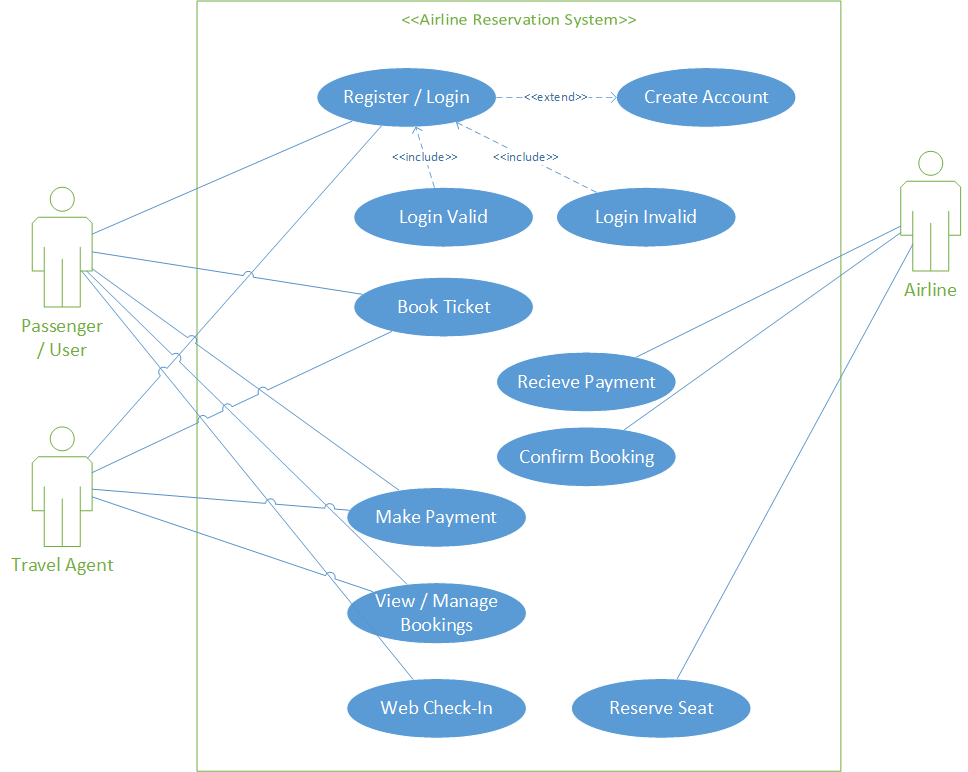 <<Airline Reservation System>>
Register / Login
<<extend>>
Create Account
<<include>>
<<include>>
Login Valid
Login Invalid
Passenger
/ User
Airline
Book Ticket
Recieve Payment
Confirm Booking
Travel Agent
Make Payment
View / Manage
Bookings
Web Check-In
Reserve Seat